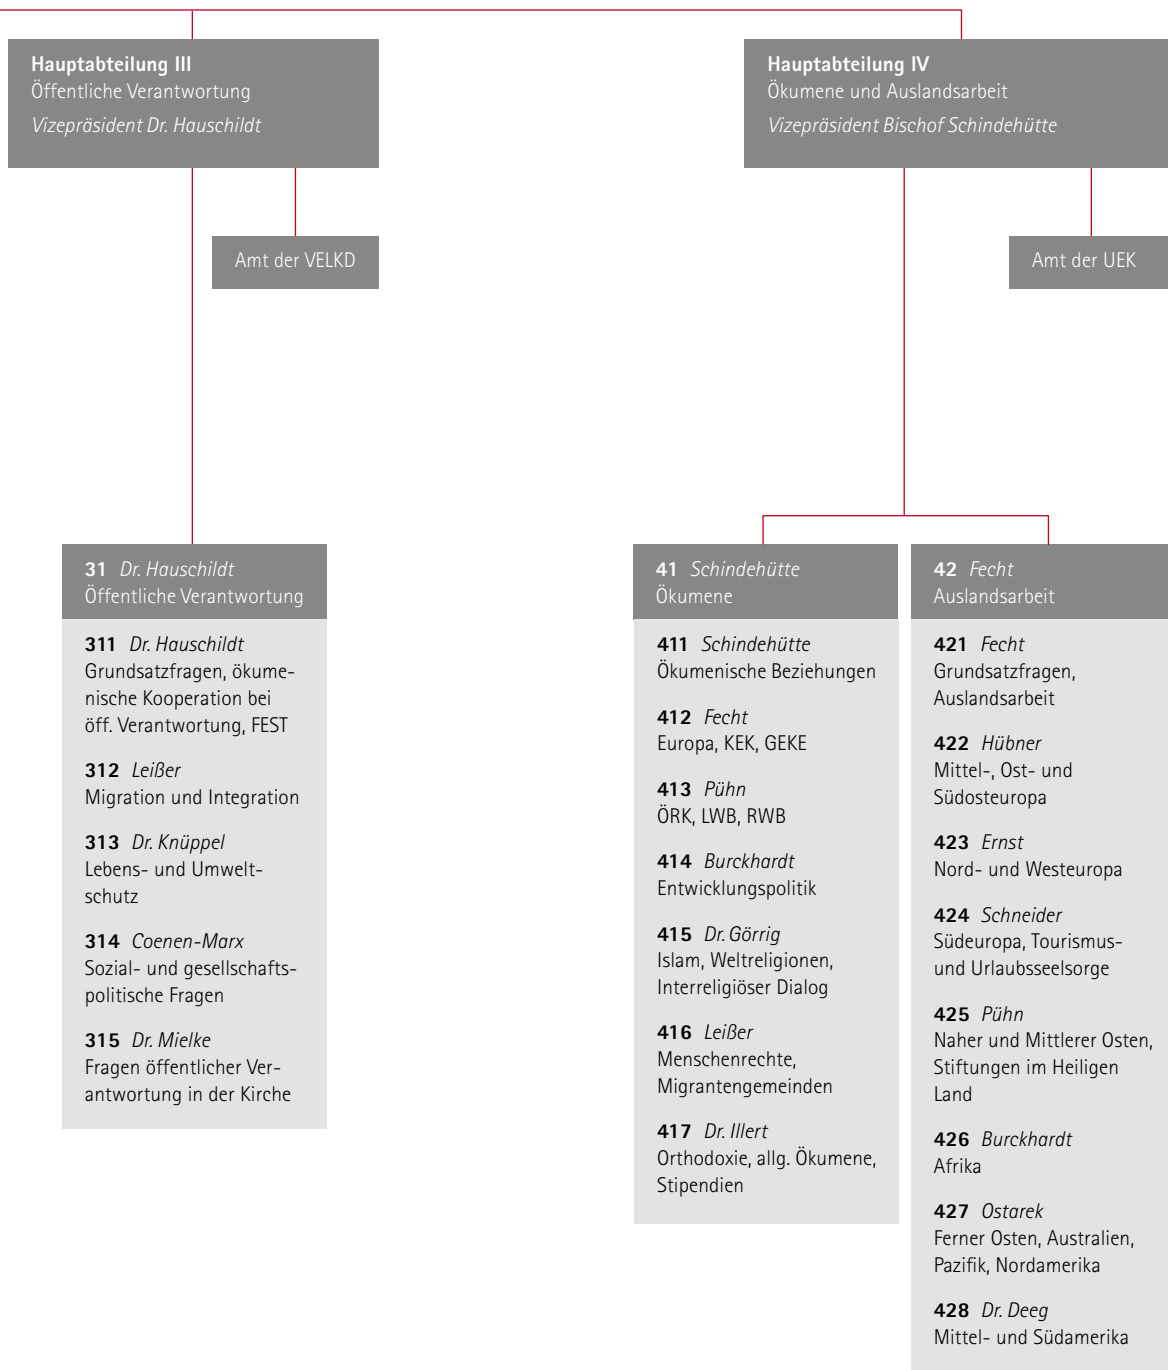 Hauptabteilung III
Öffentliche Verantwortung
Vizepräsident Dr. Hauschildt
Hauptabteilung IV
Ökumene und Auslandsarbeit
Vizepräsident Bischof Schindehütte
Amt der VELKD
Amt der UEK
31 Dr. Hauschildt
Öffentliche Verantwortung
311 Dr. Hauschildt
Grundsatzfragen, ökume-
nische Kooperation bei
öff. Verantwortung, FEST
312 Leißer
Migration und Integration
313 Dr. Knüppel
Lebens- und Umwelt-
schutz
314 Coenen-Marx
Sozial- und gesellschafts-
politische Fragen
315 Dr. Mielke
Fragen öffentlicher Ver-
antwortung in der Kirche
41 Schindehütte
Ökumene
411 Schindehütte
Ökumenische Beziehungen
412 Fecht
Europa, KEK, GEKE
413 Pühn
ÖRK, LWB, RWB
414 Burckhardt
Entwicklungspolitik
415 Dr. Görrig
Islam, Weltreligionen,
Interreligiöser Dialog
416 Leißer
Menschenrechte,
Migrantengemeinden
417 Dr. Illert
Orthodoxie, allg. Ökumene,
Stipendien
42 Fecht
Auslandsarbeit
421 Fecht
Grundsatzfragen,
Auslandsarbeit
422 Hübner
Mittel-, Ost- und
Südosteuropa
423 Ernst
Nord- und Westeuropa
424 Schneider
Südeuropa, Tourismus-
und Urlaubsseelsorge
425 Pühn
Naher und Mittlerer Osten,
Stiftungen im Heiligen
Land
426 Burckhardt
Afrika
427 Ostarek
Ferner Osten, Australien,
Pazifik, Nordamerika
428 Dr. Deeg
Mittel- und Südamerika